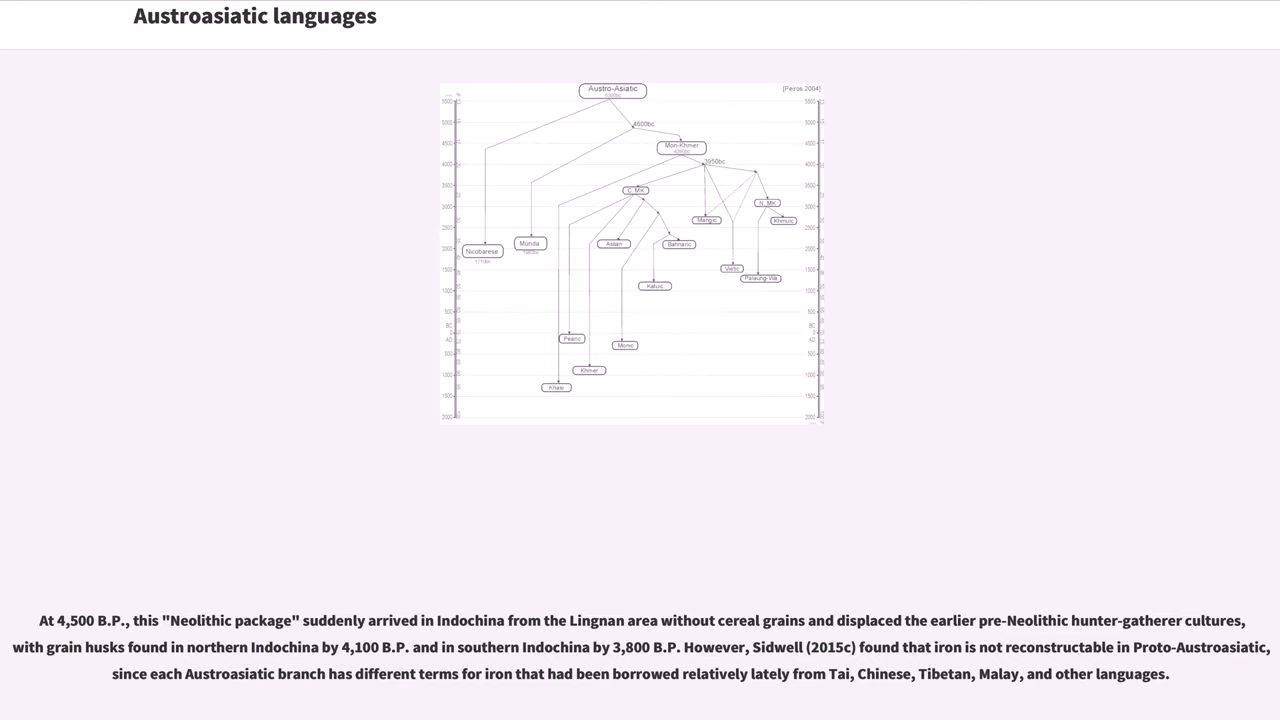 Austroasiatic languages
Austro-Asiatic
[Peiros 2004]
4600bc
Mon-Khmer
3950bc
C. MK
N. MK
Mangic
Khmuic
Nicobarese
Munda
Aslian
Bahnaric
Vietic
Palaung-Wa
Katuic
Pearic
Monic
Khmer
Khasi
At 4,500 B.P., this "Neolithic package" suddenly arrived in Indochina from the Lingnan area without cereal grains and displaced the earlier pre-Neolithic hunter-gatherer cultures,
with grain husks found in northern Indochina by 4,100 B.P. and in southern Indochina by 3,800 B.P. However, Sidwell (2015c) found that iron is not reconstructable in Proto-Austroasiatic,
since each Austroasiatic branch has different terms for iron that had been borrowed relatively lately from Tai, Chinese, Tibetan, Malay, and other languages.